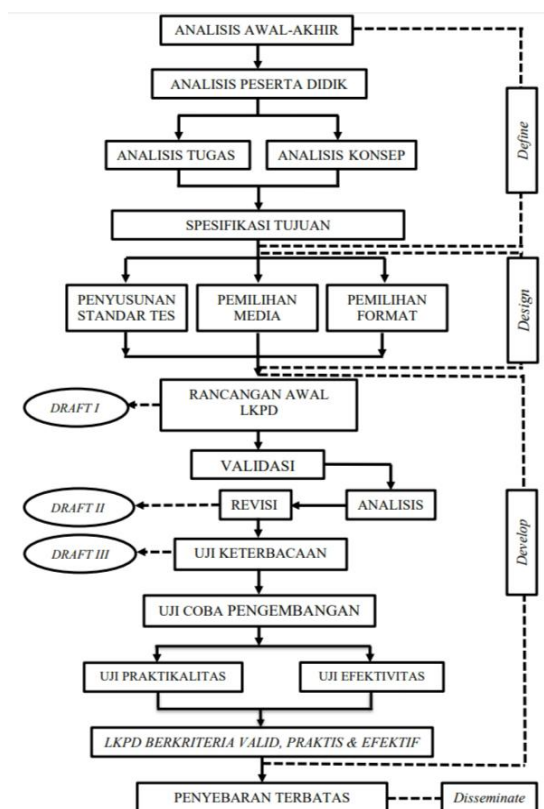 ANALISIS AWAL-AKHIR
ANALISIS PESERTA DIDIK
ANALISIS TUGAS
ANALISIS KONSEP
Define
SPESIFIKASI TUJUAN
PENYUSUNAN
STANDAR TES
PEMILIHAN
MEDIA
PEMILIHAN
FORMAT
Design
RANCANGAN AWAL
LKPD
DRAFT I
VALIDASI
DRAFT II
REVISI
ANALISIS
DRAFT III
UJI KETERBACAAN
Develop
UJI COBA PENGEMBANGAN
UJI PRAKTIKALITAS
UJI EFEKTIVITAS
LKPD BERKRITERIA VALID, PRAKTIS & EFEKTIF
PENYEBARAN TERBATAS
Disseminate